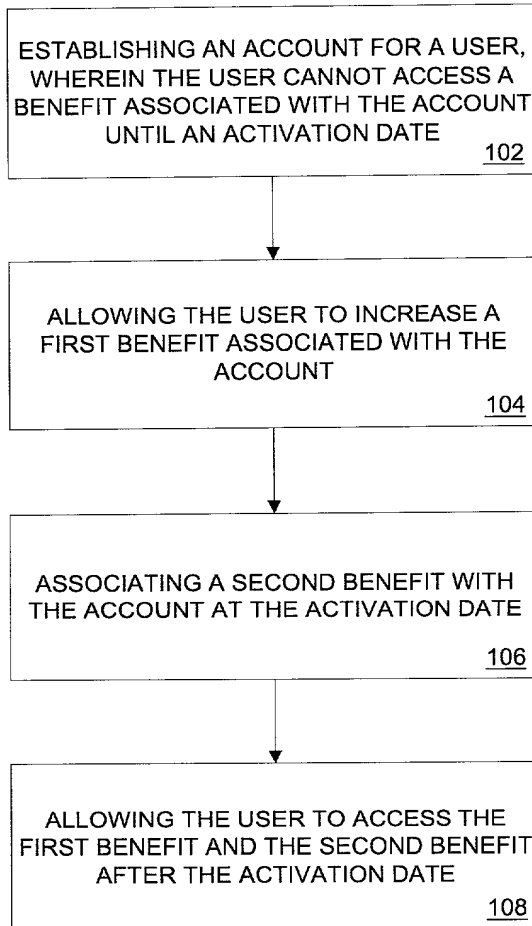 ESTABLISHING AN ACCOUNT FOR A USER,
WHEREIN THE USER CANNOT ACCESS A
BENEFIT ASSOCIATED WITH THE ACCOUNT
UNTIL AN ACTIVATION DATE
102
ALLOWING THE USER TO INCREASE A
FIRST BENEFIT ASSOCIATED WITH THE
ACCOUNT
104
ASSOCIATING A SECOND BENEFIT WITH
THE ACCOUNT AT THE ACTIVATION DATE
106
ALLOWING THE USER TO ACCESS THE
FIRST BENEFIT AND THE SECOND BENEFIT
AFTER THE ACTIVATION DATE
108